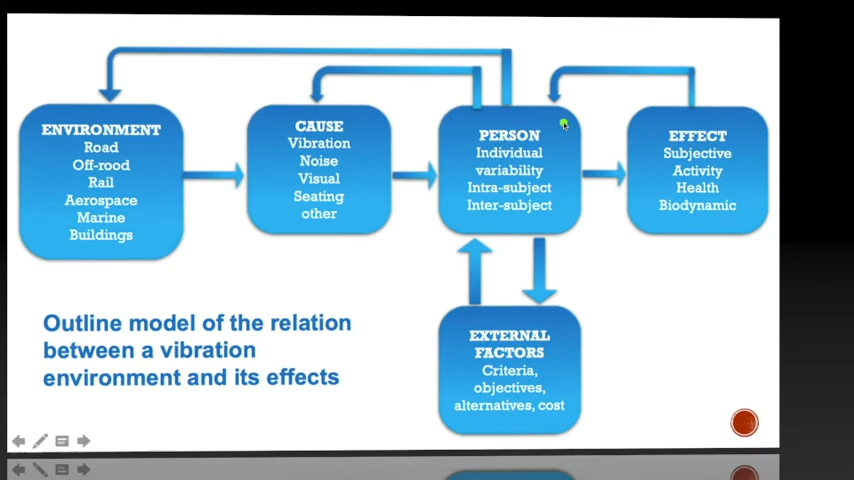 ENVIRONMENT
Road
Off-rood
Rail
Aerospace
Marine
Buildings
CAUSE
Vibration
Noise
Visual
Seating
other
PERSON
Individual
variability
Intra-subject
Inter-subject
EFFECT
Subjective
Activity
Health
Biodynamic
EXTERNAL
FACTORS
Criteria,
objectives,
alternatives, cost
Outline model of the relation
between a vibration
environment and its effects